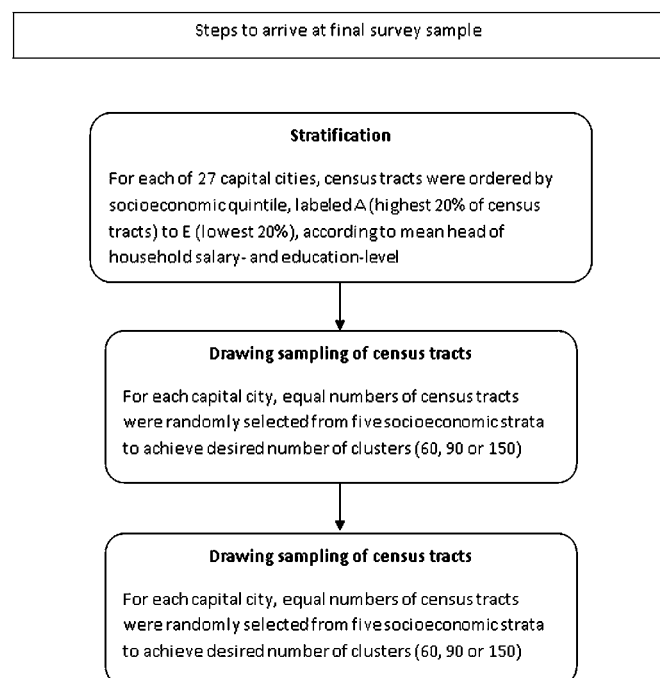 Steps to arrive at final survey sample
Stratification
For each of 27 capital cities, census tracts were ordered by
socioeconomic quintile, labeled A (highest 20% of census
tracts) to E (lowest 20%), according to mean head of
household salary- and education-level
Drawing sampling of census tracts
For each capital city, equal numbers of census tracts
were randomly selected from five socioeconomic strata
to achieve desired number of clusters (60, 90 or 150)
Drawing sampling of census tracts
For each capital city, equal numbers of census tracts
were randomly selected from five socioeconomic strata
to achieve desired number of clusters (60, 90 or 150)